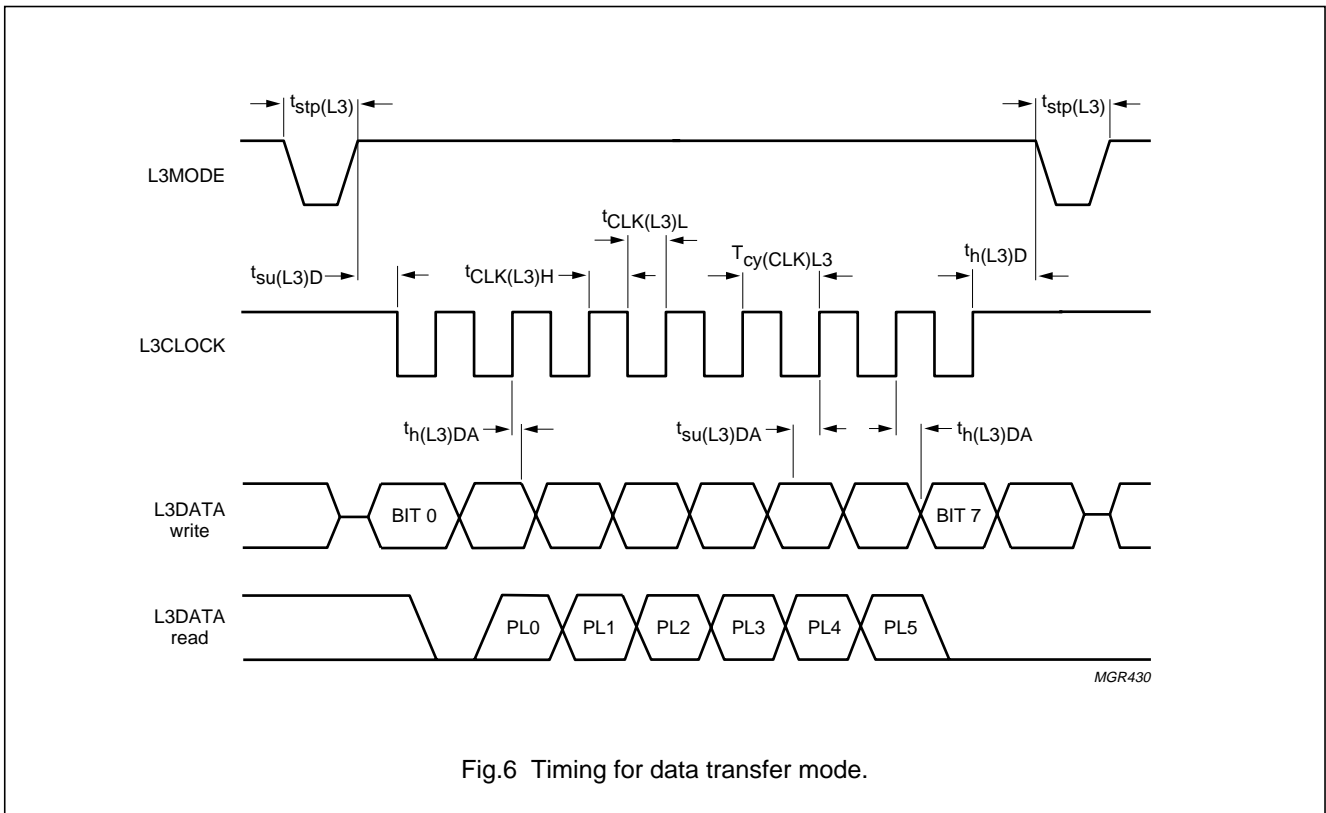 tstp(L3) tstp(L3)
L3MODE
tCLK(L3)L
tsu(L3)D tCLK(L3)H Tcy(CLK)L3 th(L3)D
L3CLOCK
th(L3)DA tsu(L3)DA th(L3)DA
L3DATA
write
BIT 0 BIT 7
L3DATA
read
PL0 PL1 PL2 PL3 PL4 PL5
MGR430
Fig.6 Timing for data transfer mode.